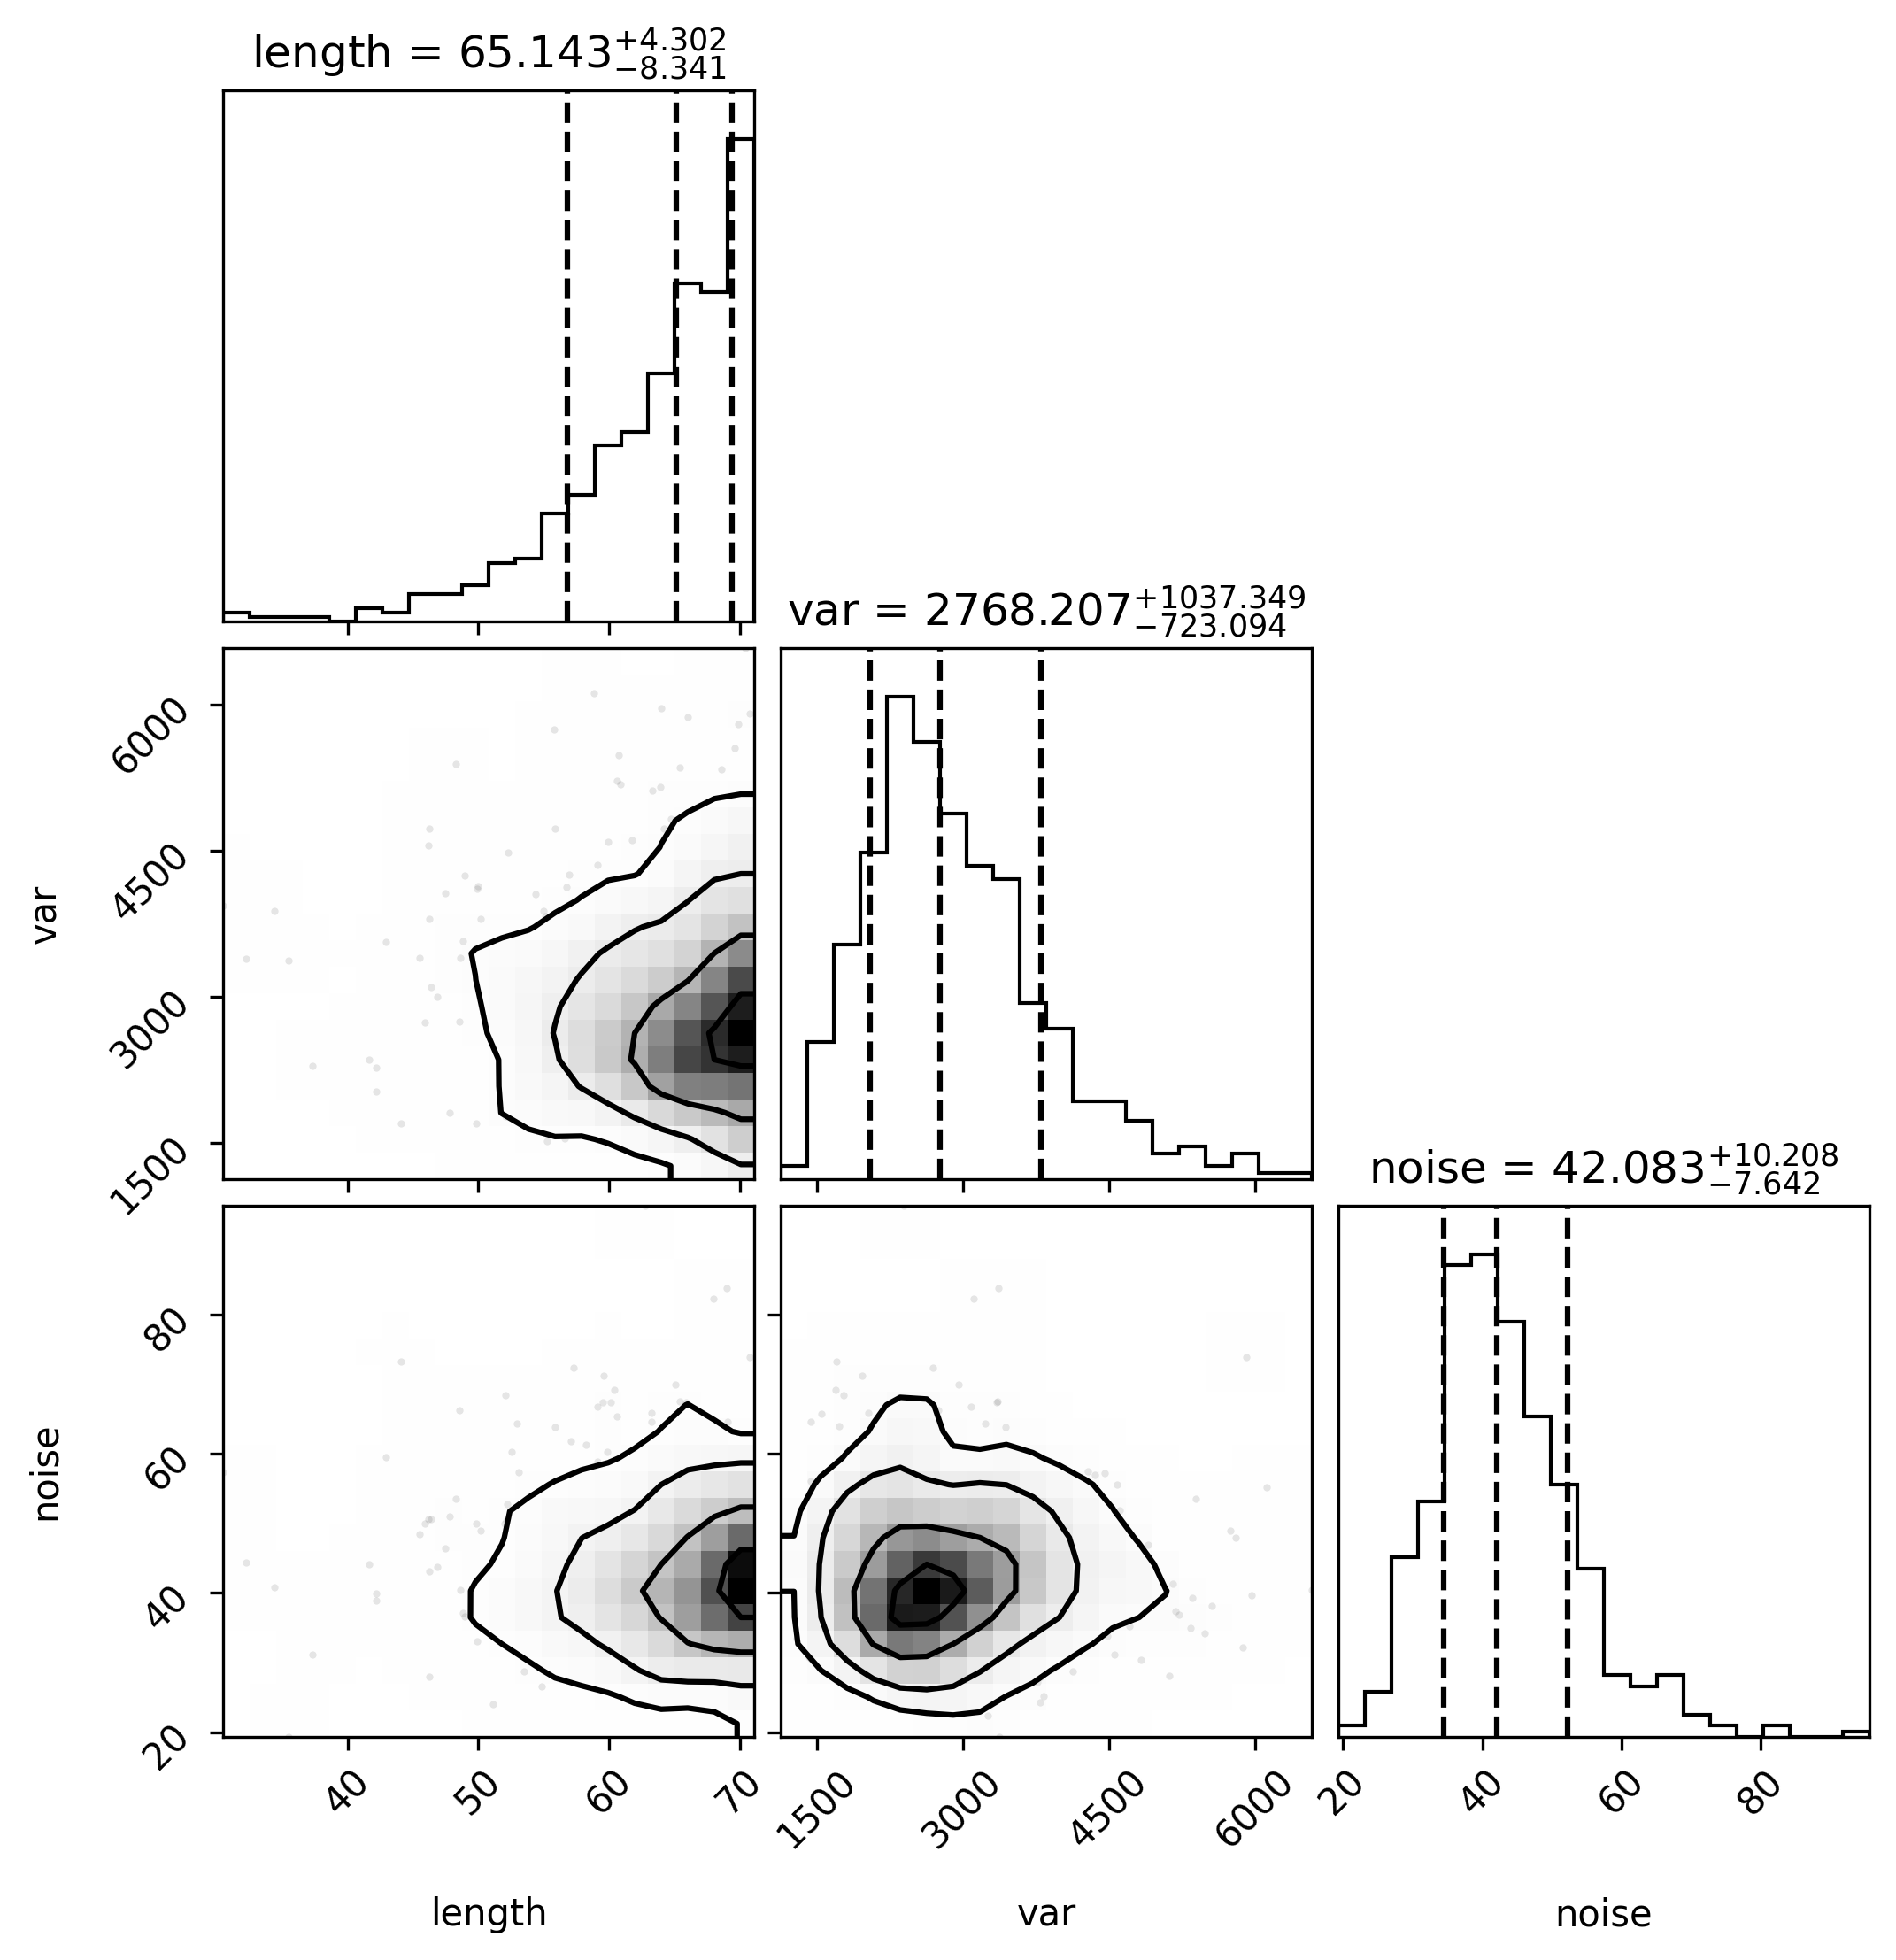 length = 65.143+4.302−8.341
var = 2768.207+1037.349−723.094
6000
4500
3000
1500
var
noise = 42.083+10.208−7.642
80
60
40
20
noise
40 50 60 70 1500 3000 4500 6000 20 40 60 80
length var noise